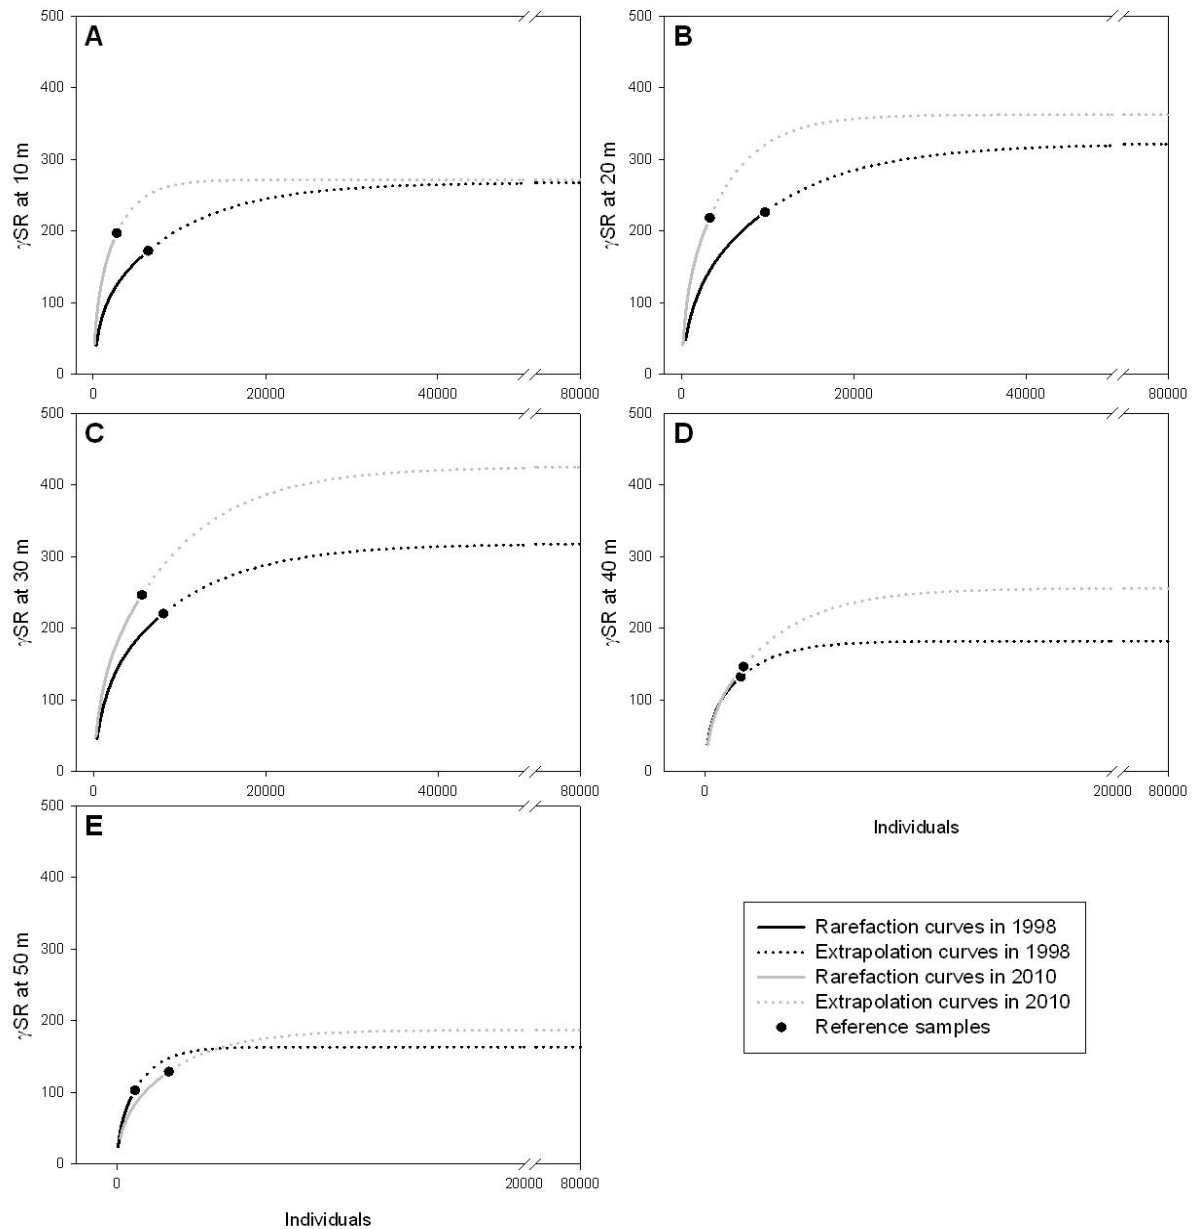 A
γSR at 10 m
500
400
300
200
100
0
0 20000 40000 80000
B
γSR at 20 m
500
400
300
200
100
0
0 20000 40000 80000
C
γSR at 30 m
500
400
300
200
100
0
0 20000 40000 80000
D
γSR at 40 m
500
400
300
200
100
0
0 20000 80000
Individuals
E
γSR at 50 m
500
400
300
200
100
0
0 20000 80000
Individuals
Rarefaction curves in 1998
Extrapolation curves in 1998
Rarefaction curves in 2010
Extrapolation curves in 2010
Reference samples